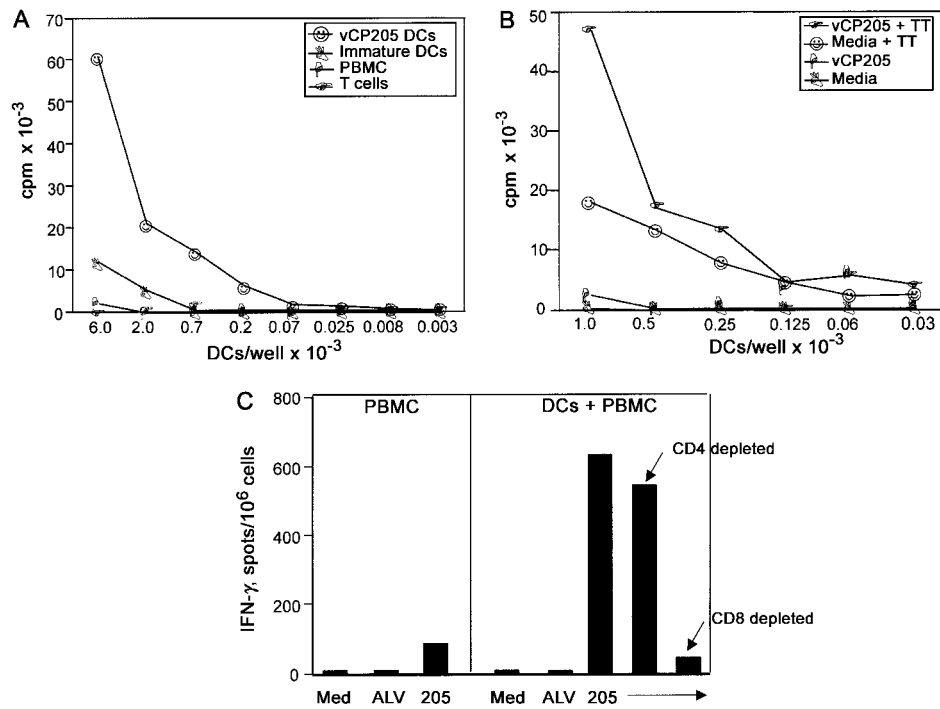 A
70
60
50
40
30
20
10
0
cpm x 10⁻³
vCP205 DCs
Immature DCs
PBMC
T cells
6.0 2.0 0.7 0.2 0.07 0.025 0.008 0.003
DCs/well x 10⁻³
B
50
40
30
20
10
0
cpm x 10⁻³
vCP205 + TT
Media + TT
vCP205
Media
1.0 0.5 0.25 0.125 0.06 0.03
DCs/well x 10⁻³
C
800
600
400
200
0
IFN-γ, spots/10⁶ cells
PBMC
DCs + PBMC
CD4 depleted
CD8 depleted
Med ALV 205 Med ALV 205